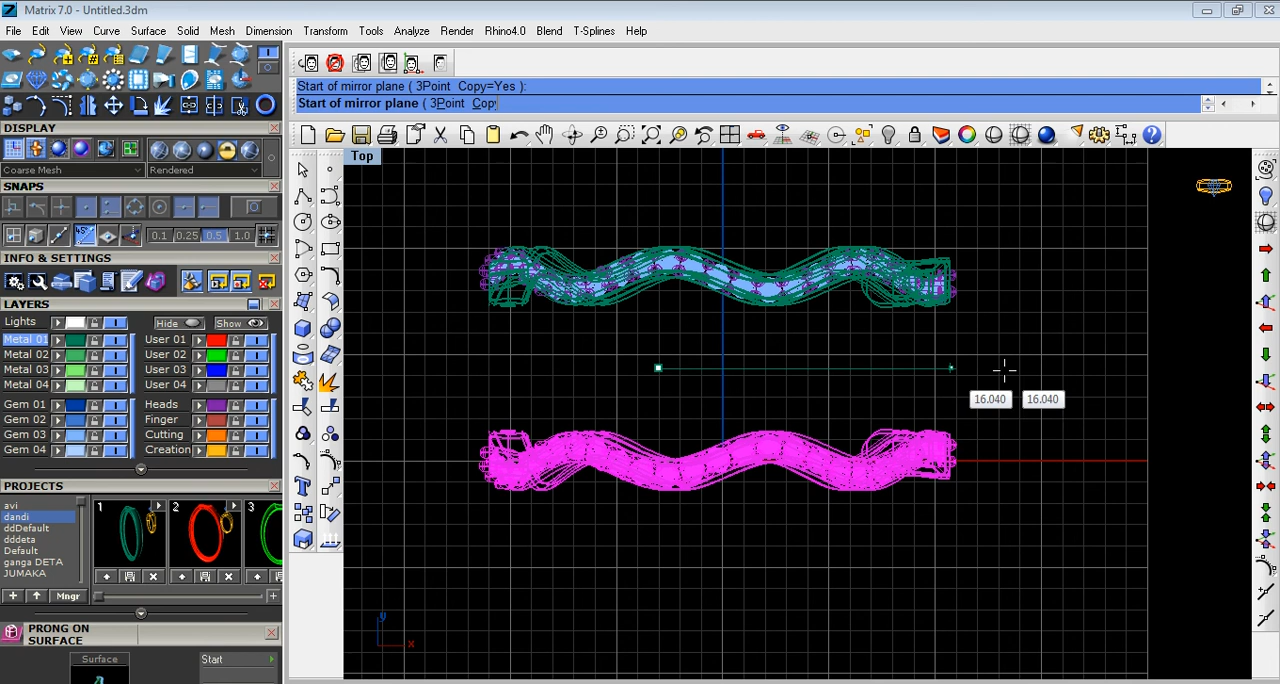 Matrix 7.0 - Untitled.3dm
File Edit View Curve Surface Solid Mesh Dimension Transform Tools Analyze Render Rhino4.0 Blend T-Splines Help
Start of mirror plane ( 3Point  Copy=Yes ):
Start of mirror plane ( 3Point  Cop
DISPLAY
Coarse Mesh Rendered
SNAPS
45° 0.1 0.25 0.5 1.0
INFO & SETTINGS
LAYERS
Lights Hide Show
Metal 01 User 01
Metal 02 User 02
Metal 03 User 03
Metal 04 User 04
Gem 01 Heads
Gem 02 Finger
Gem 03 Cutting
Gem 04 Creation
PROJECTS
avi
dandi
ddDefault
dddeta
Default
ganga DETA
JUMAKA
1 2 3
+ Mngr +
PRONG ON
SURFACE
Surface Start
Top
16.040 16.040
y
x